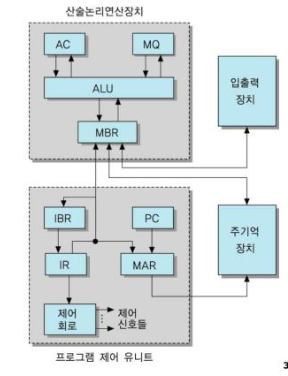 산술논리연산장치
AC
MQ
ALU
MBR
입출력
장치
IBR
PC
주기억
장치
IR
MAR
제어
회로
제어
신호들
프로그램 제어 유니트
3